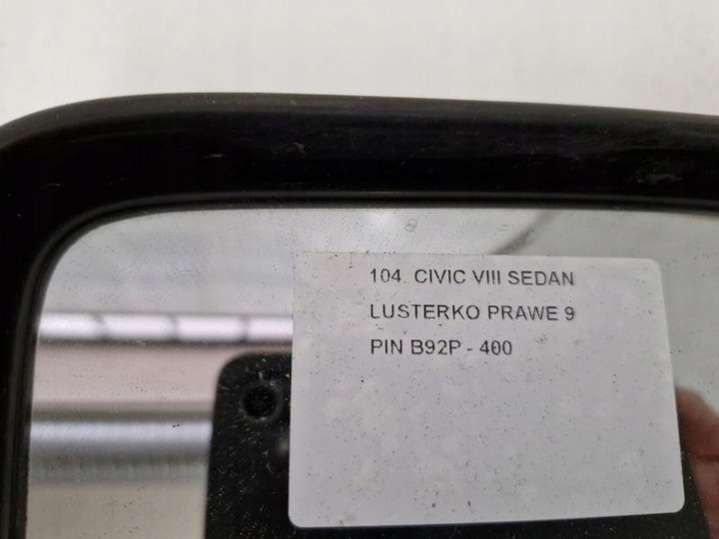 104. CIVIC VIII SEDAN
LUSTERKO PRAWE 9
PIN B92P - 400